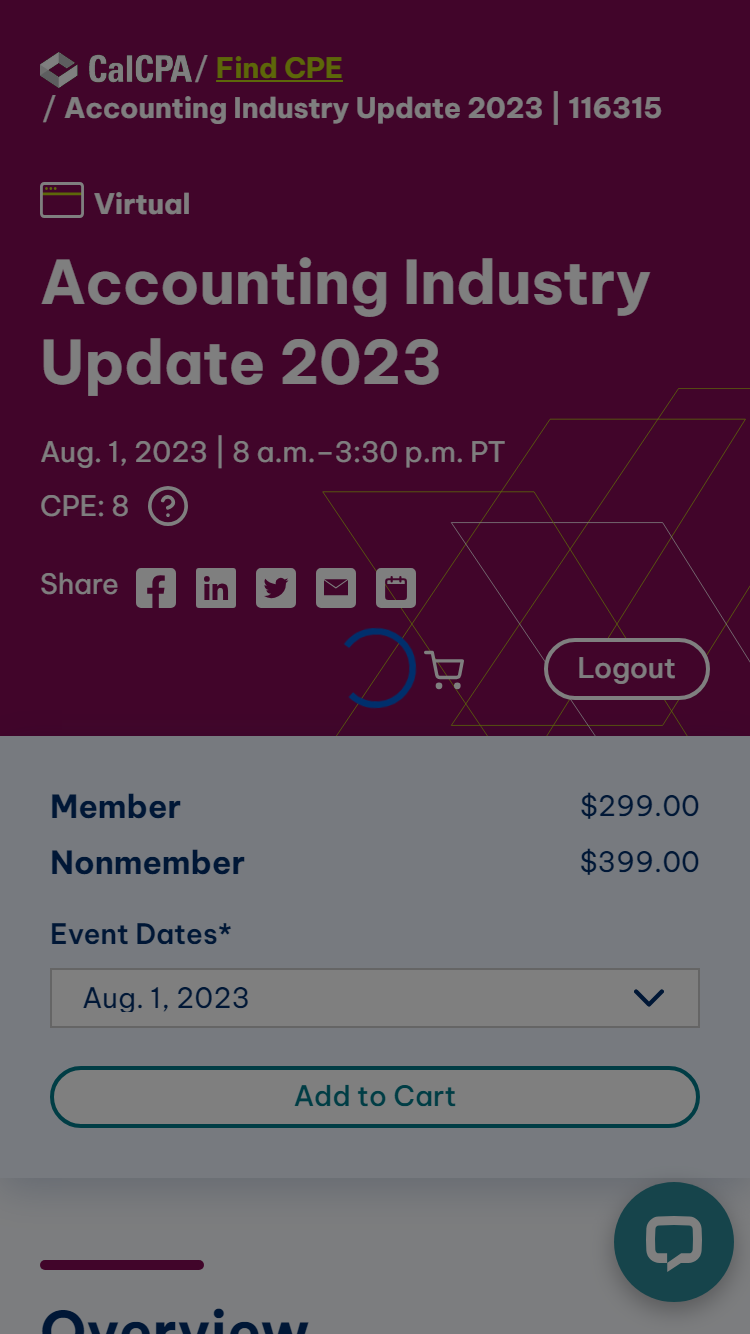 CalCPA / Find CPE
/ Accounting Industry Update 2023 | 116315
Virtual
Accounting Industry
Update 2023
Aug. 1, 2023 | 8 a.m.–3:30 p.m. PT
CPE: 8 ?
Share
Logout
Member $299.00
Nonmember $399.00
Event Dates*
Aug. 1, 2023
Add to Cart
Overview